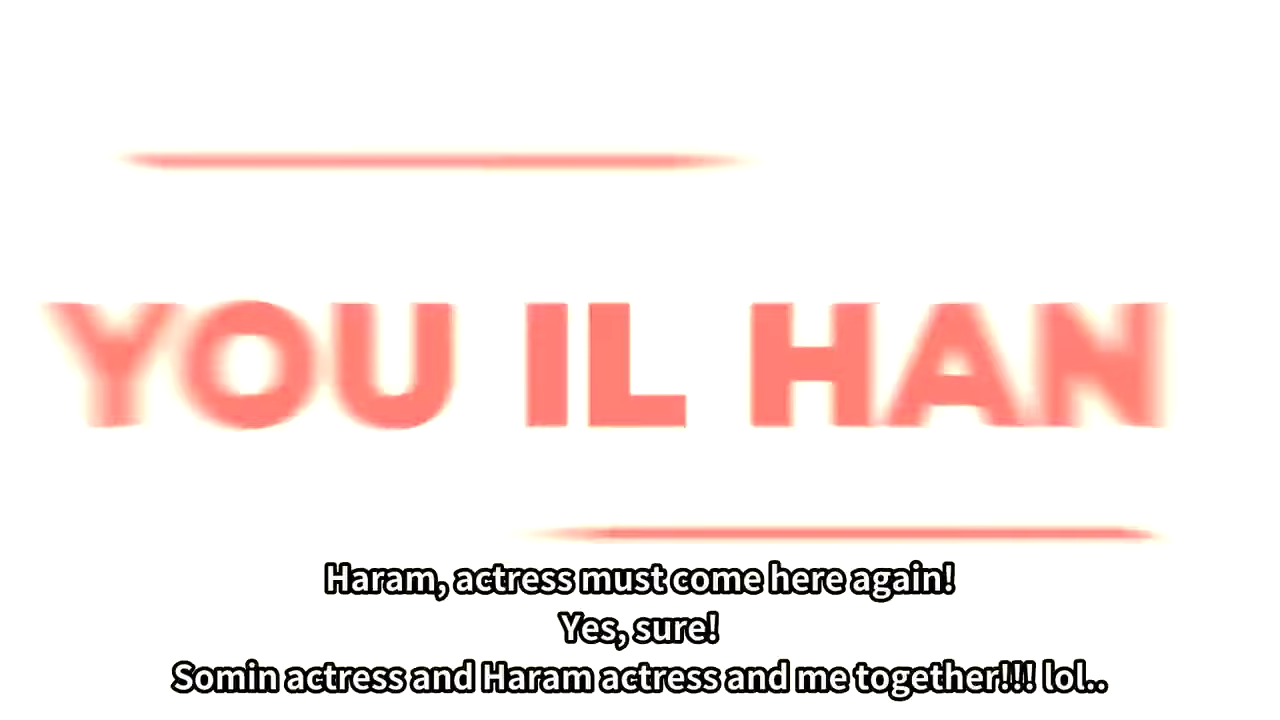 YOU IL HAN
Haram, actress must come here again!
Yes, sure!
Somin actress and Haram actress and me together!!! lol..